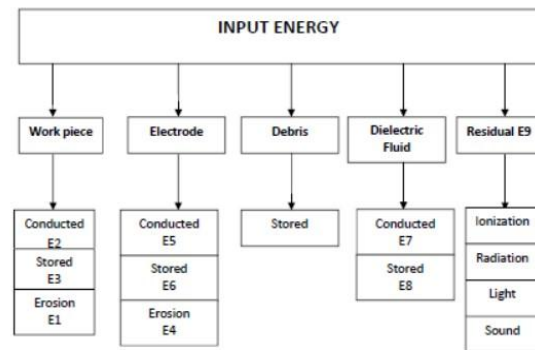 INPUT ENERGY
Work piece
Electrode
Debris
Dielectric
Fluid
Residual E9
Conducted
E2
Stored
E3
Erosion
E1
Conducted
E5
Stored
E6
Erosion
E4
Stored
Conducted
E7
Stored
E8
Ionization
Radiation
Light
Sound